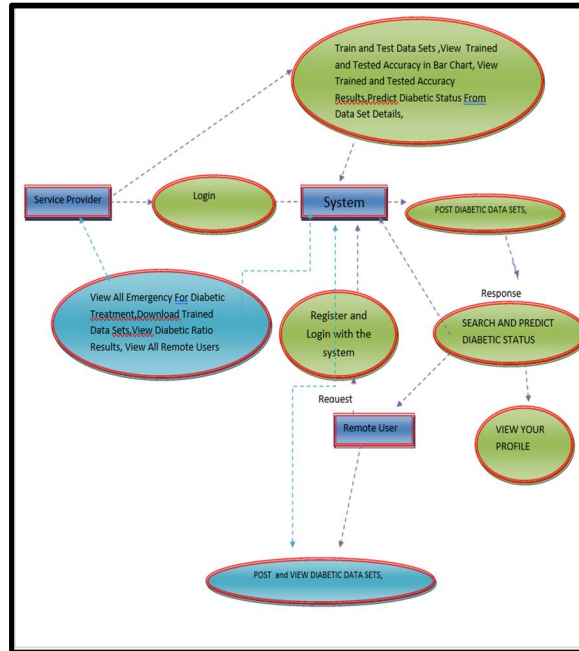 Train and Test Data Sets ,View Trained
and Tested Accuracy in Bar Chart, View
Trained and Tested Accuracy
Results,Predict Diabetic Status From
Data Set Details,
Service Provider
Login
System
POST DIABETIC DATA SETS,
View All Emergency For Diabetic
Treatment,Download Trained
Data Sets,View Diabetic Ratio
Results, View All Remote Users
Register and
Login with the
system
Response
SEARCH AND PREDICT
DIABETIC STATUS
Request
Remote User
VIEW YOUR
PROFILE
POST and VIEW DIABETIC DATA SETS,